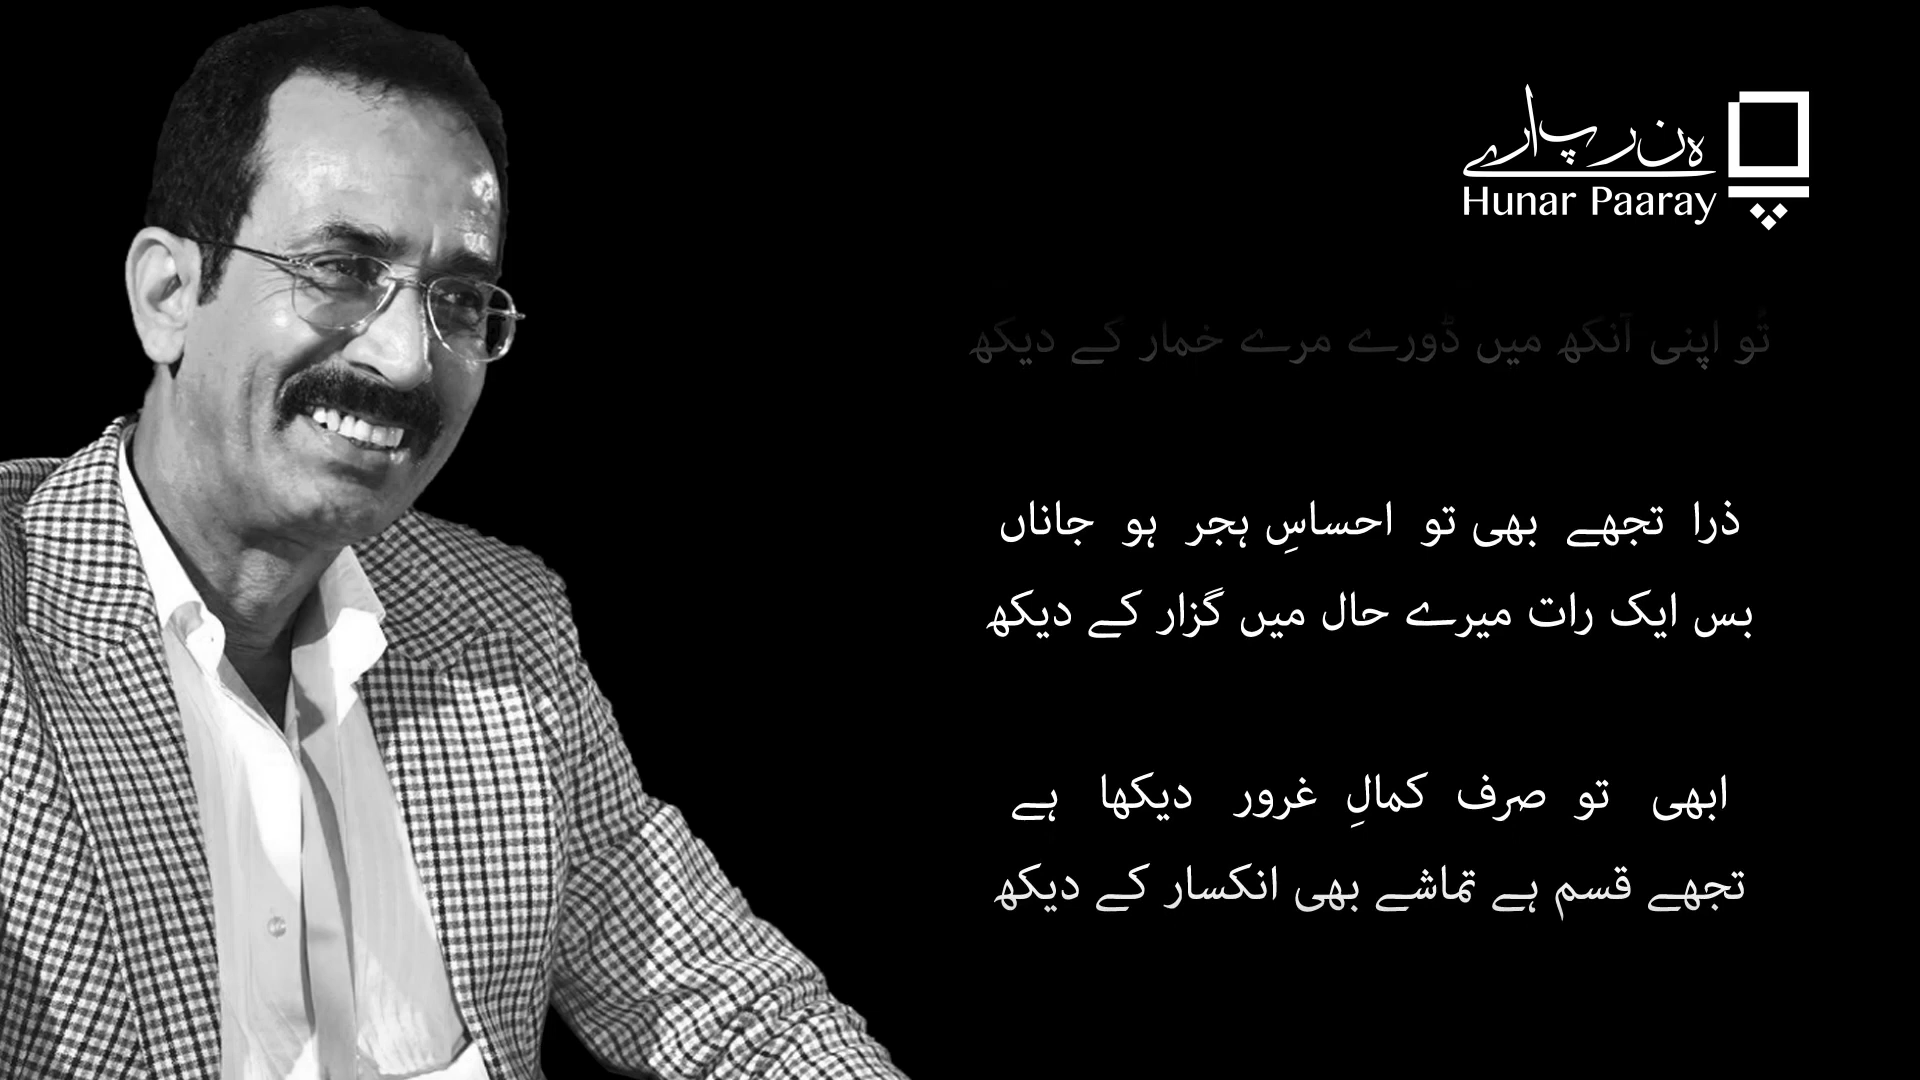 ہنر پارے
Hunar Paaray
تُو اپنی آنکھ میں ڈورے مرے خمار کے دیکھ
ذرا تجھے بھی تو احساسِ ہجر ہو جاناں
بس ایک رات میرے حال میں گزار کے دیکھ
ابھی تو صرف کمالِ غرور دیکھا ہے
تجھے قسم ہے تماشے بھی انکسار کے دیکھ